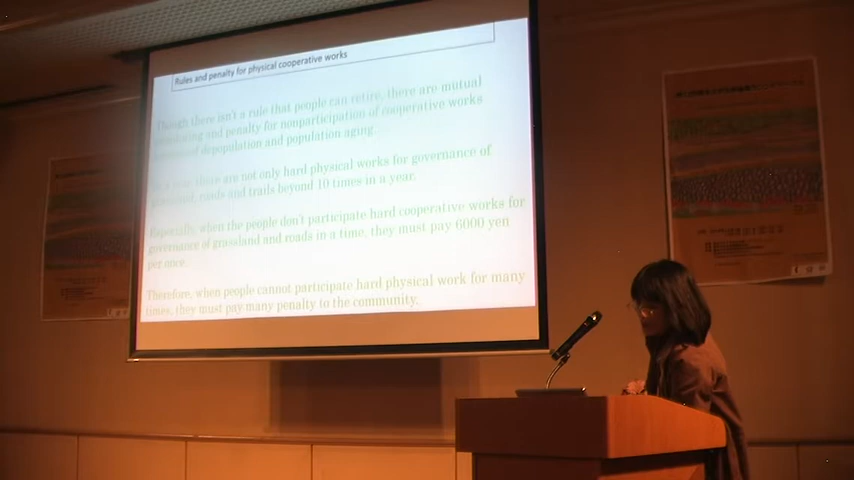 Rules and penalty for physical cooperative works
Though there isn't a rule that people can retire, there are mutual
and penalty for nonparticipation of cooperative works
of depopulation and population aging.
there are not only hard physical works for governance of
roads and trails beyond 10 times in a year.
Especially, when the people don't participate hard cooperative works for
governance of grassland and roads in a time, they must pay 6000 yen
per once.
Therefore, when people cannot participate hard physical work for many
times, they must pay many penalty to the community.